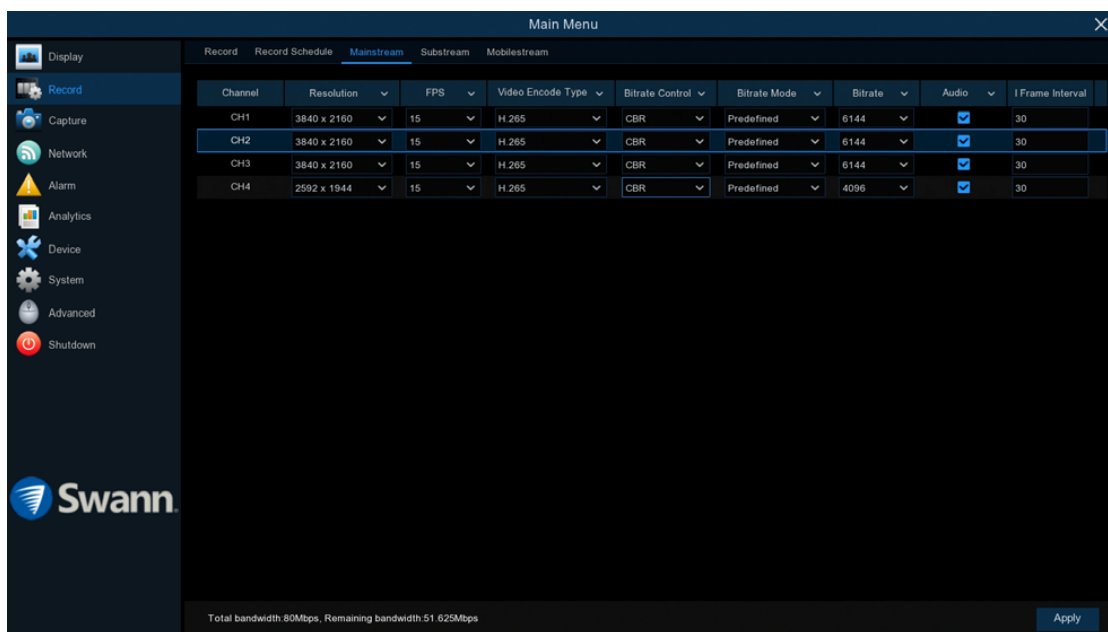 Main Menu
Display
Record
Capture
Network
Alarm
Analytics
Device
System
Advanced
Shutdown
Swann
Record Record Schedule Mainstream Substream Mobilestream
Channel Resolution FPS Video Encode Type Bitrate Control Bitrate Mode Bitrate Audio I Frame Interval
CH1 3840 x 2160 15 H.265 CBR Predefined 6144 30
CH2 3840 x 2160 15 H.265 CBR Predefined 6144 30
CH3 3840 x 2160 15 H.265 CBR Predefined 6144 30
CH4 2592 x 1944 15 H.265 CBR Predefined 4096 30
Total bandwidth:80Mbps, Remaining bandwidth:51.625Mbps
Apply